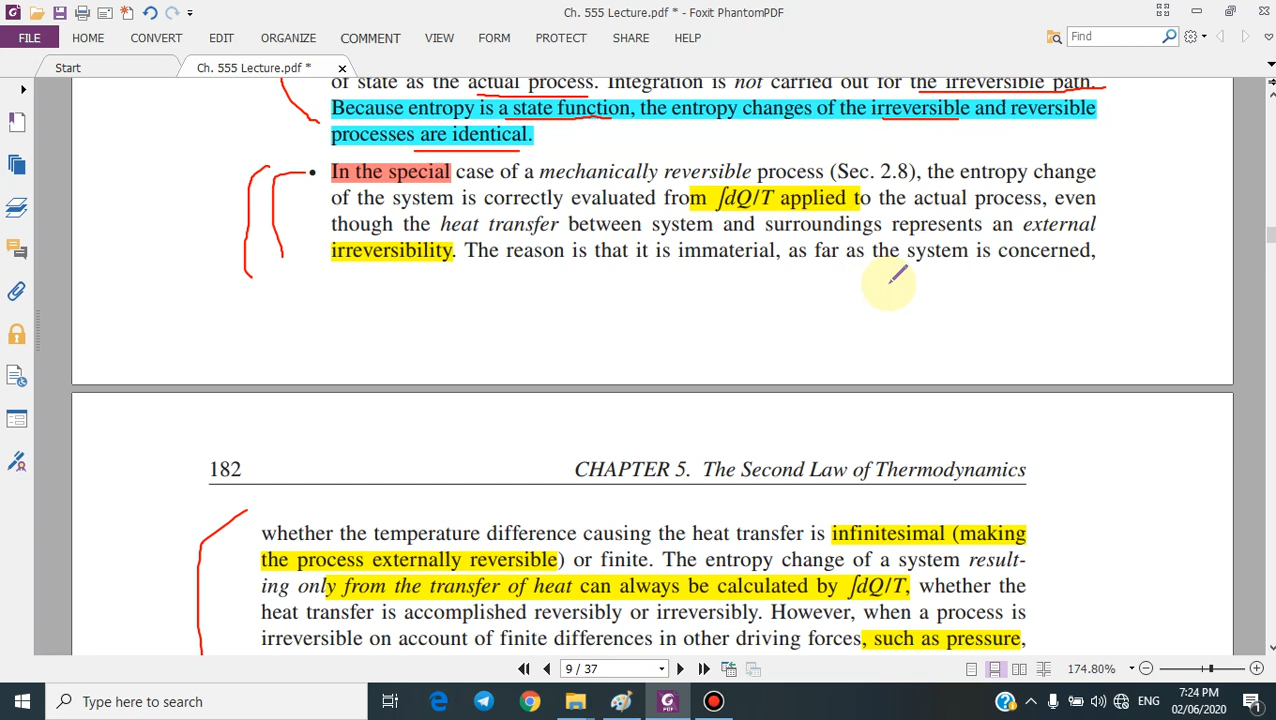 Ch. 555 Lecture.pdf * - Foxit PhantomPDF
FILE HOME CONVERT EDIT ORGANIZE COMMENT VIEW FORM PROTECT SHARE HELP Find
Start Ch. 555 Lecture.pdf *
of state as the actual process. Integration is not carried out for the irreversible path.
Because entropy is a state function, the entropy changes of the irreversible and reversible
processes are identical.
• In the special case of a mechanically reversible process (Sec. 2.8), the entropy change
of the system is correctly evaluated from ∫dQ/T applied to the actual process, even
though the heat transfer between system and surroundings represents an external
irreversibility. The reason is that it is immaterial, as far as the system is concerned,
182 CHAPTER 5. The Second Law of Thermodynamics
whether the temperature difference causing the heat transfer is infinitesimal (making
the process externally reversible) or finite. The entropy change of a system result-
ing only from the transfer of heat can always be calculated by ∫dQ/T, whether the
heat transfer is accomplished reversibly or irreversibly. However, when a process is
irreversible on account of finite differences in other driving forces, such as pressure,
9 / 37 174.80%
Type here to search
ENG
7:24 PM
02/06/2020
1